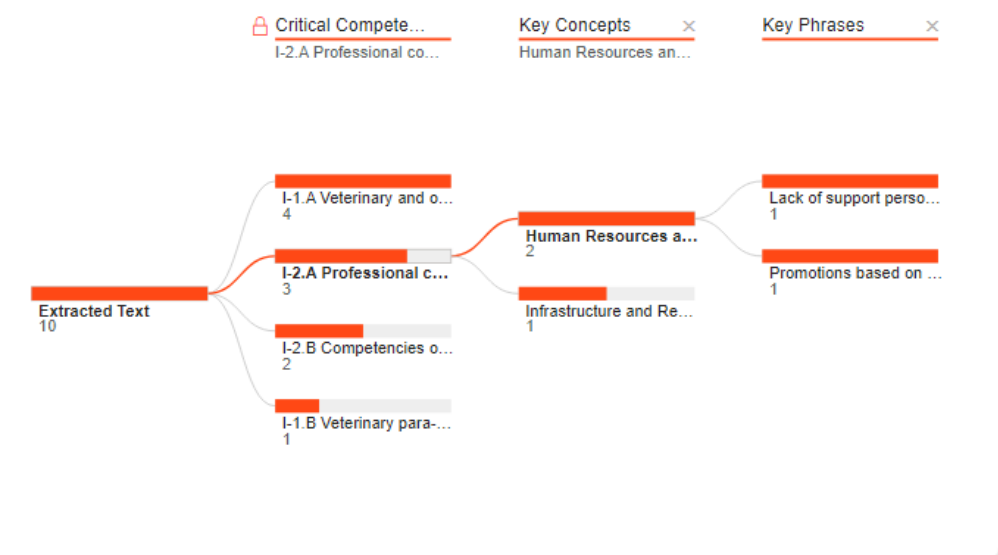 Critical Compete...
Key Concepts
Key Phrases
I-2.A Professional co...
Human Resources an...
I-1.A Veterinary and o...
4
I-2.A Professional c...
3
I-2.B Competencies o...
2
I-1.B Veterinary para-...
1
Extracted Text
10
Human Resources a...
2
Infrastructure and Re...
1
Lack of support perso...
1
Promotions based on ...
1